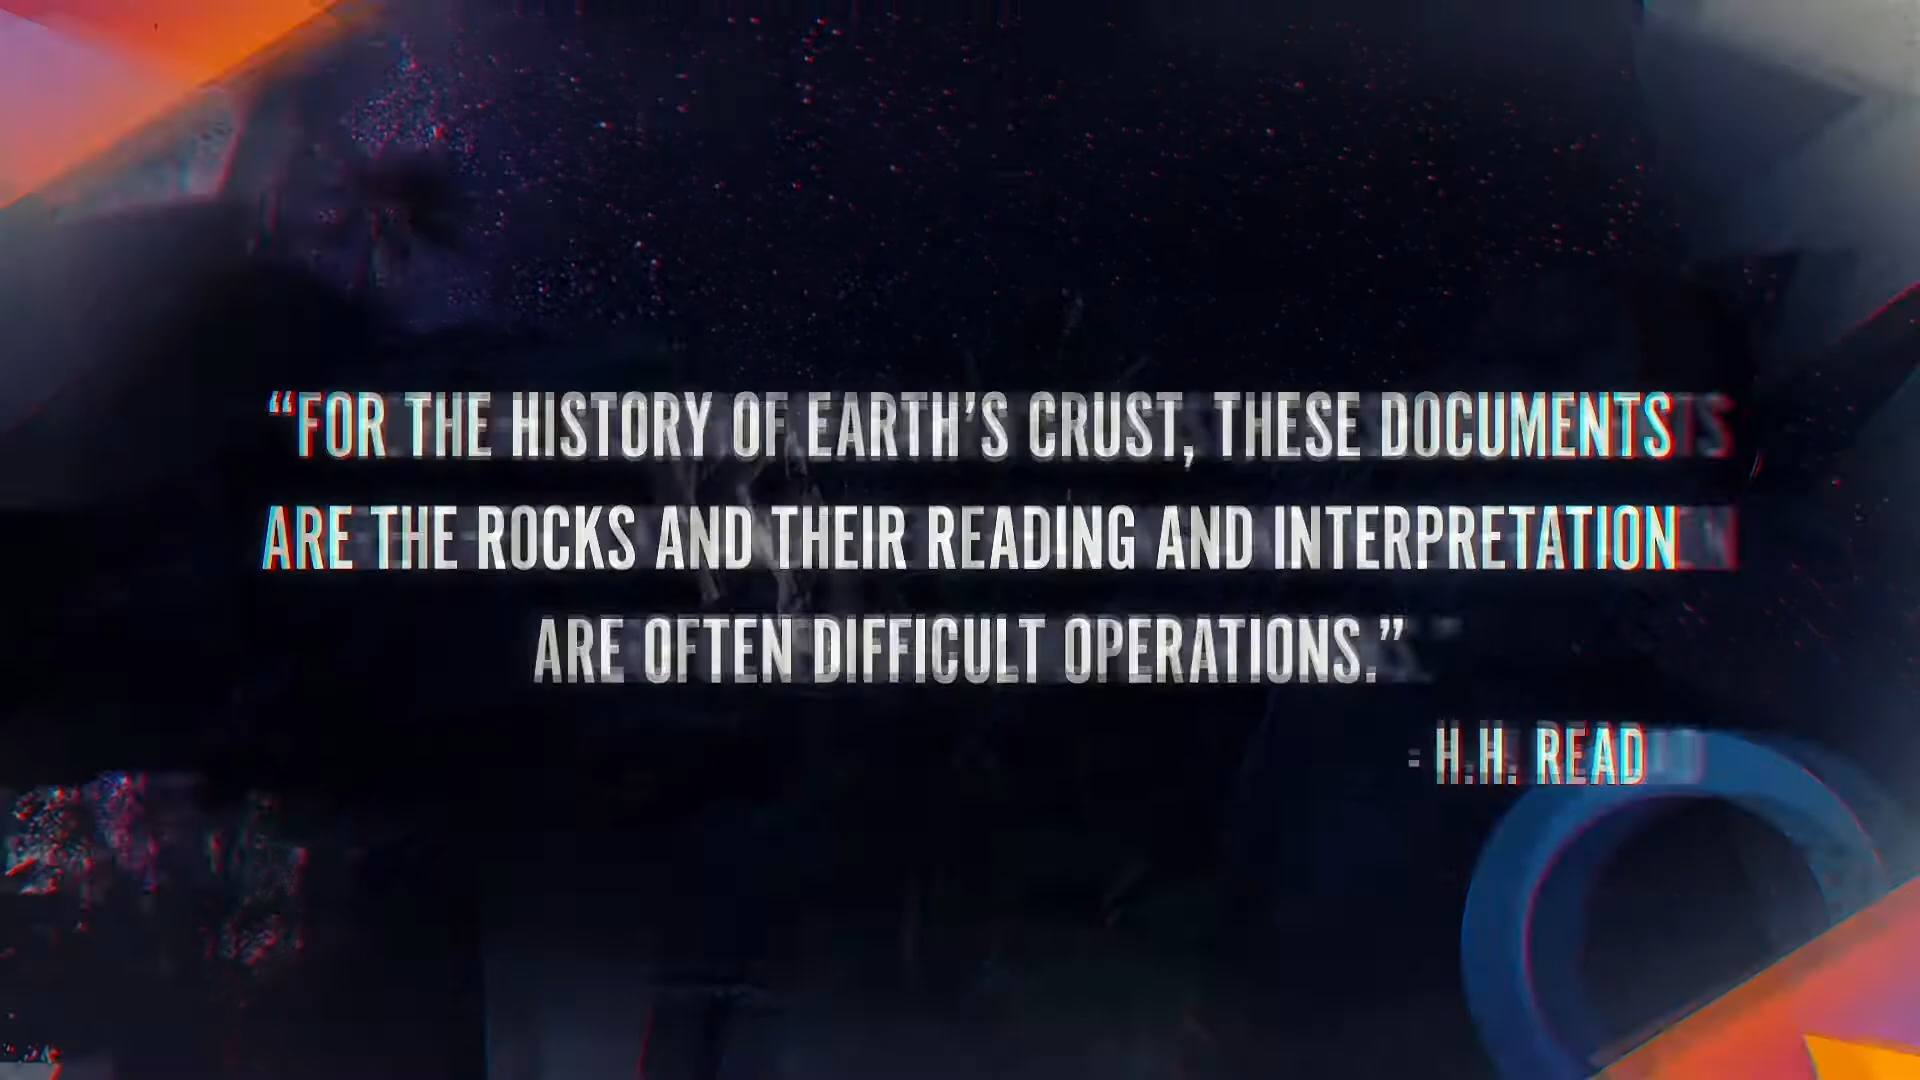 “FOR THE HISTORY OF EARTH’S CRUST, THESE DOCUMENTS
ARE THE ROCKS AND THEIR READING AND INTERPRETATION
ARE OFTEN DIFFICULT OPERATIONS.”
- H.H. READ